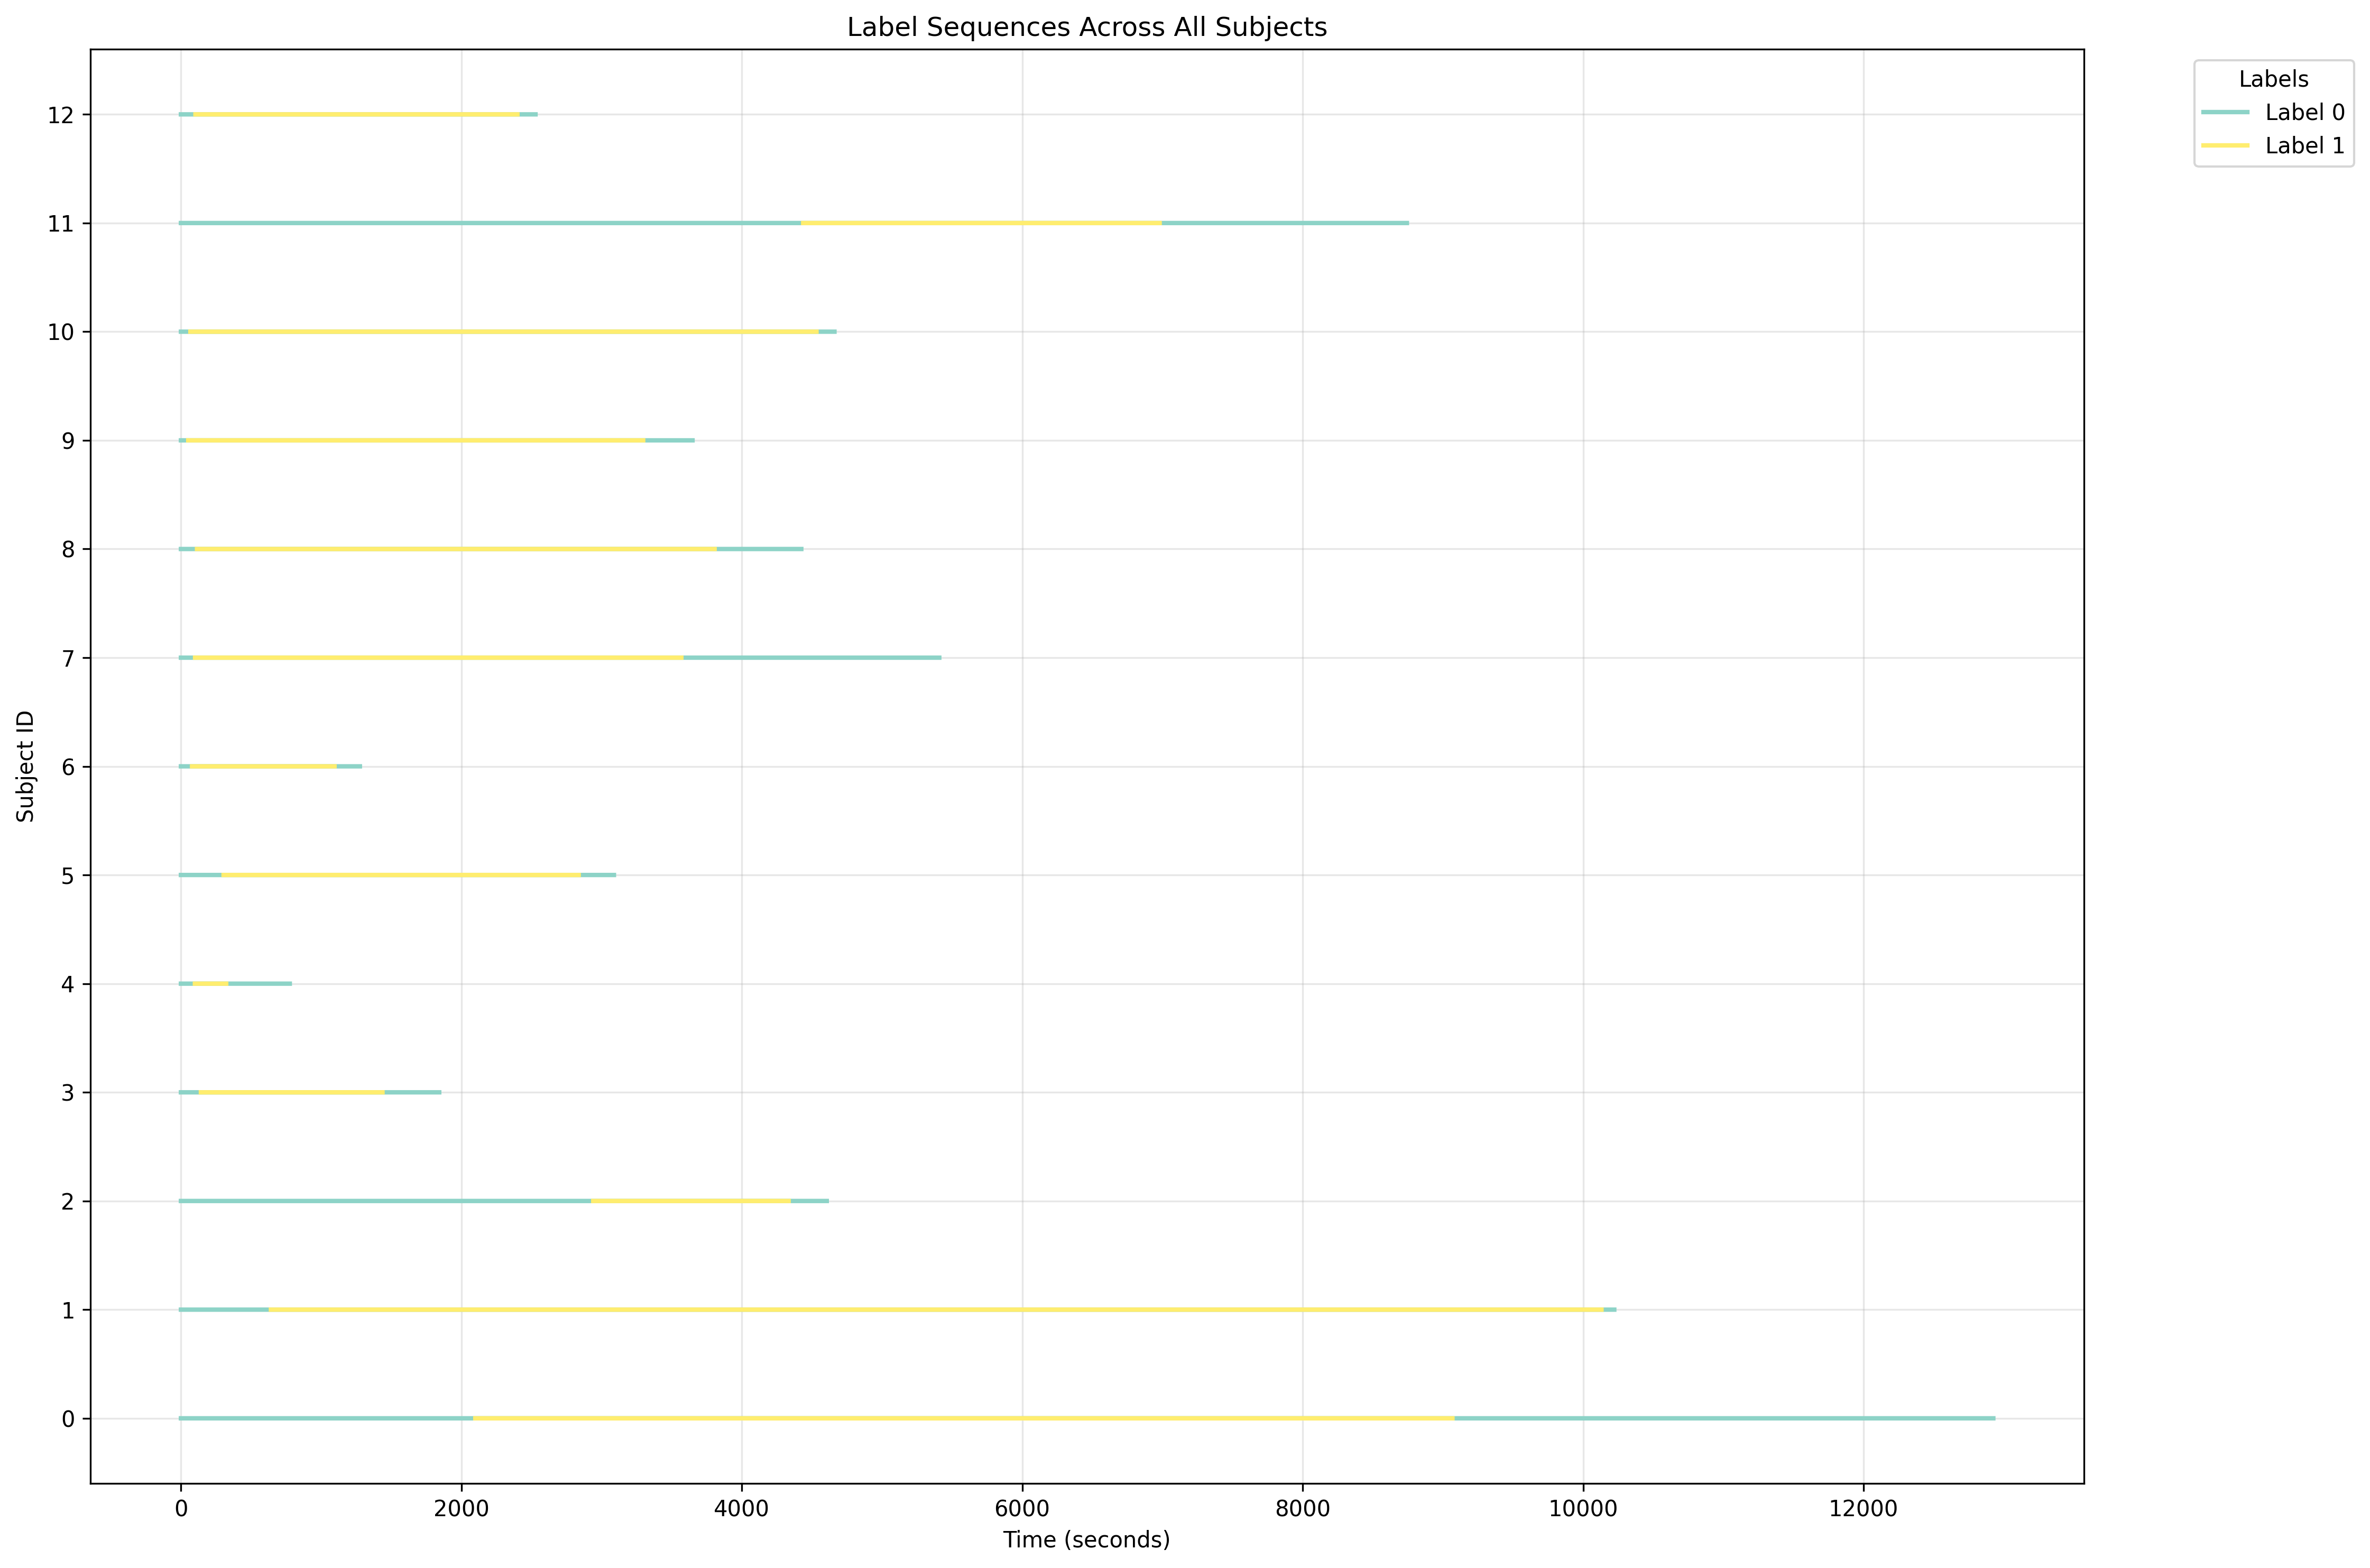 Label Sequences Across All Subjects
Labels
Label 0
Label 1
12
11
10
9
8
7
6
5
4
3
2
1
0
Subject ID
0 2000 4000 6000 8000 10000 12000
Time (seconds)